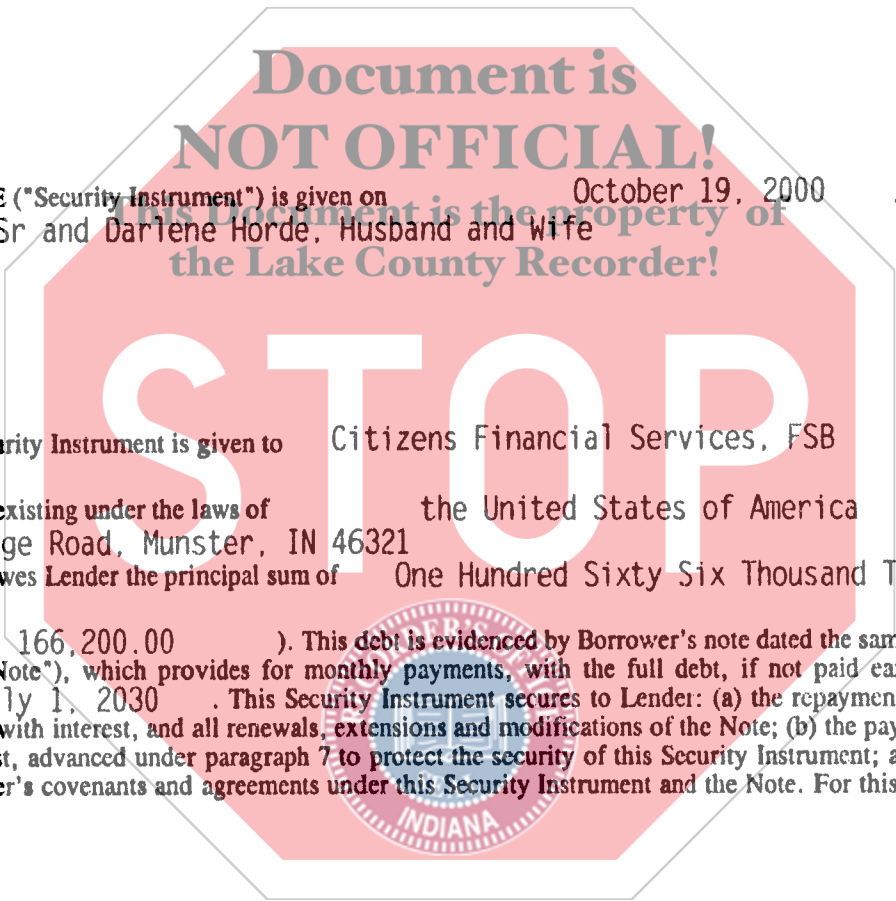 Document is
NOT OFFICIAL!
E ("Security Instrument") is given on October 19, 2000
This Document is the property of
Sr and Darlene Horde, Husband and Wife
the Lake County Recorder!
STOP
urity Instrument is given to Citizens Financial Services, FSB
existing under the laws of the United States of America
ge Road, Munster, IN 46321
wes Lender the principal sum of One Hundred Sixty Six Thousand T
166,200.00 ). This debt is evidenced by Borrower's note dated the sam
Note"), which provides for monthly payments, with the full debt, if not paid ear
ly 1, 2030 . This Security Instrument secures to Lender: (a) the repaymen
with interest, and all renewals, extensions and modifications of the Note; (b) the pay
st, advanced under paragraph 7 to protect the security of this Security Instrument; a
er's covenants and agreements under this Security Instrument and the Note. For this
INDIANA